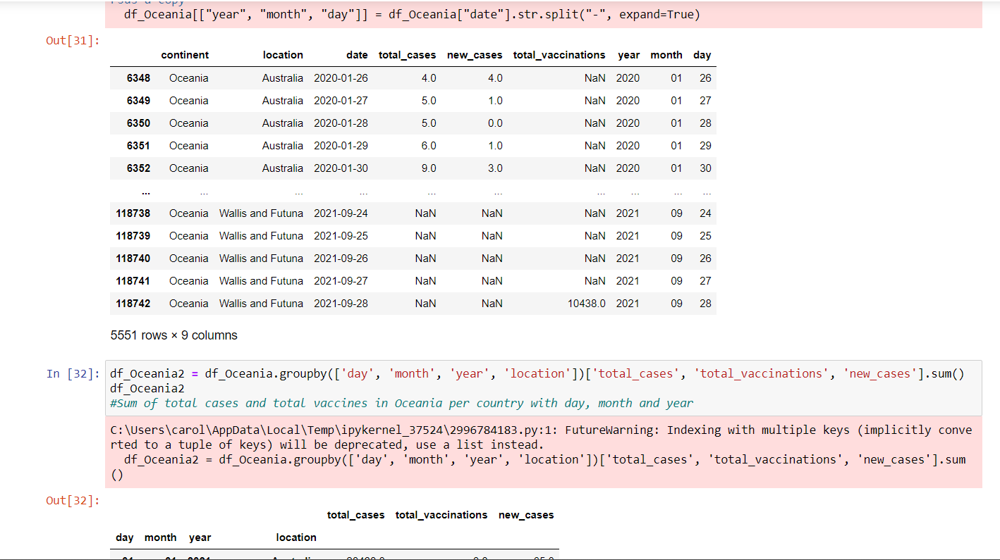 df_Oceania[["year", "month", "day"]] = df_Oceania["date"].str.split("-", expand=True)
Out[31]:
continent location date total_cases new_cases total_vaccinations year month day
6348 Oceania Australia 2020-01-26 4.0 4.0 NaN 2020 01 26
6349 Oceania Australia 2020-01-27 5.0 1.0 NaN 2020 01 27
6350 Oceania Australia 2020-01-28 5.0 0.0 NaN 2020 01 28
6351 Oceania Australia 2020-01-29 6.0 1.0 NaN 2020 01 29
6352 Oceania Australia 2020-01-30 9.0 3.0 NaN 2020 01 30
... ... ... ... ... ... ... ... ... ...
118738 Oceania Wallis and Futuna 2021-09-24 NaN NaN NaN 2021 09 24
118739 Oceania Wallis and Futuna 2021-09-25 NaN NaN NaN 2021 09 25
118740 Oceania Wallis and Futuna 2021-09-26 NaN NaN NaN 2021 09 26
118741 Oceania Wallis and Futuna 2021-09-27 NaN NaN NaN 2021 09 27
118742 Oceania Wallis and Futuna 2021-09-28 NaN NaN 10438.0 2021 09 28
5551 rows × 9 columns
In [32]: df_Oceania2 = df_Oceania.groupby(['day', 'month', 'year', 'location'])['total_cases', 'total_vaccinations', 'new_cases'].sum()
df_Oceania2
#Sum of total cases and total vaccines in Oceania per country with day, month and year
C:\Users\carol\AppData\Local\Temp\ipykernel_37524\2996784183.py:1: FutureWarning: Indexing with multiple keys (implicitly conve
rted to a tuple of keys) will be deprecated, use a list instead.
df_Oceania2 = df_Oceania.groupby(['day', 'month', 'year', 'location'])['total_cases', 'total_vaccinations', 'new_cases'].sum
()
Out[32]:
total_cases total_vaccinations new_cases
day month year location